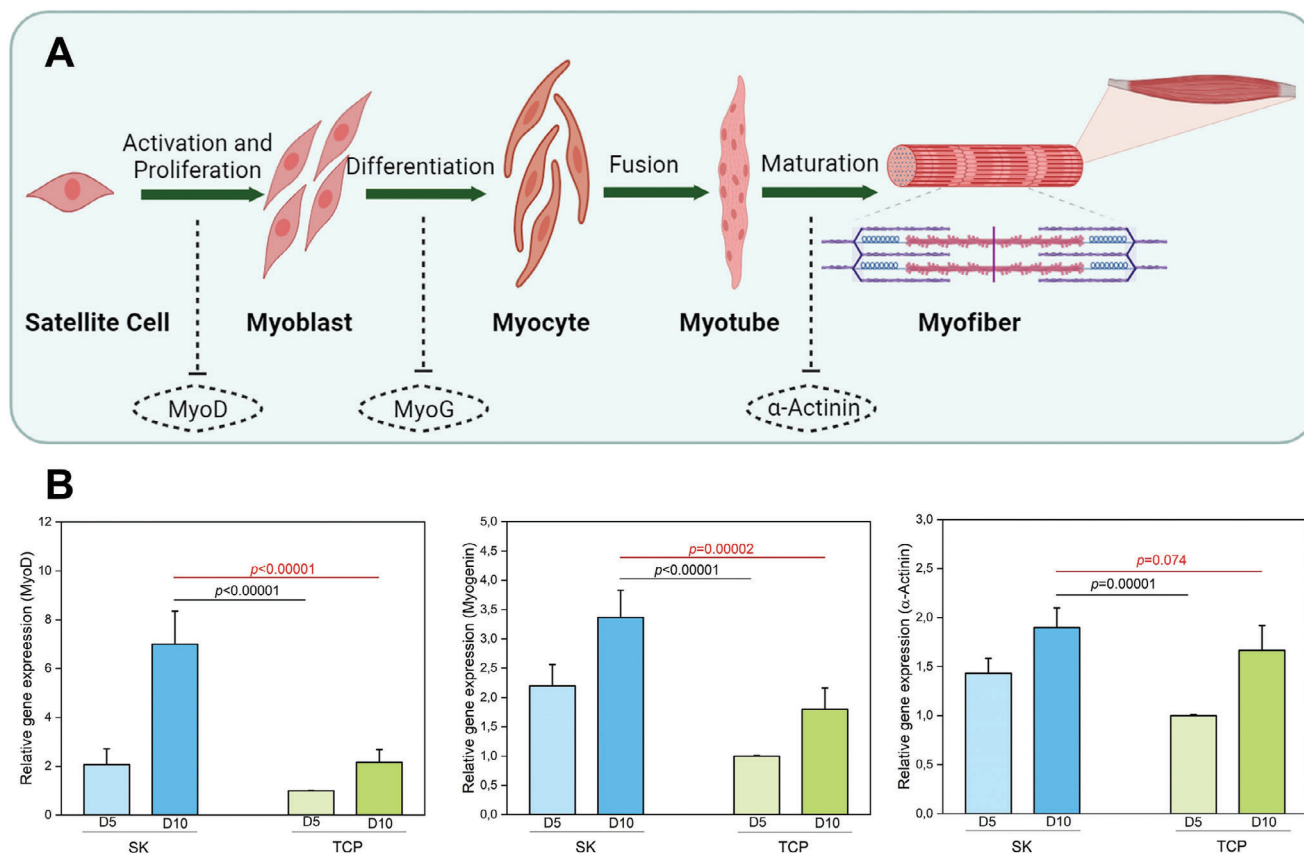 A
Activation and
Proliferation
Differentiation
Fusion
Maturation
Satellite Cell
Myoblast
Myocyte
Myotube
Myofiber
MyoD
MyoG
α-Actinin
B
Relative gene expreession (MyoD)
12
10
8
6
4
2
0
p<0.00001
p<0.00001
D5
D10
D5
D10
SK
TCP
Relative gene expression (Myogenin)
5,0
4,5
4,0
3,5
3,0
2,5
2,0
1,5
1,0
0,5
0,0
p=0.00002
p<0.00001
D5
D10
D5
D10
SK
TCP
Relative gene expression (α-Actinin)
3,0
2,5
2,0
1,5
1,0
0,5
0,0
p=0.074
p=0.00001
D5
D10
D5
D10
SK
TCP